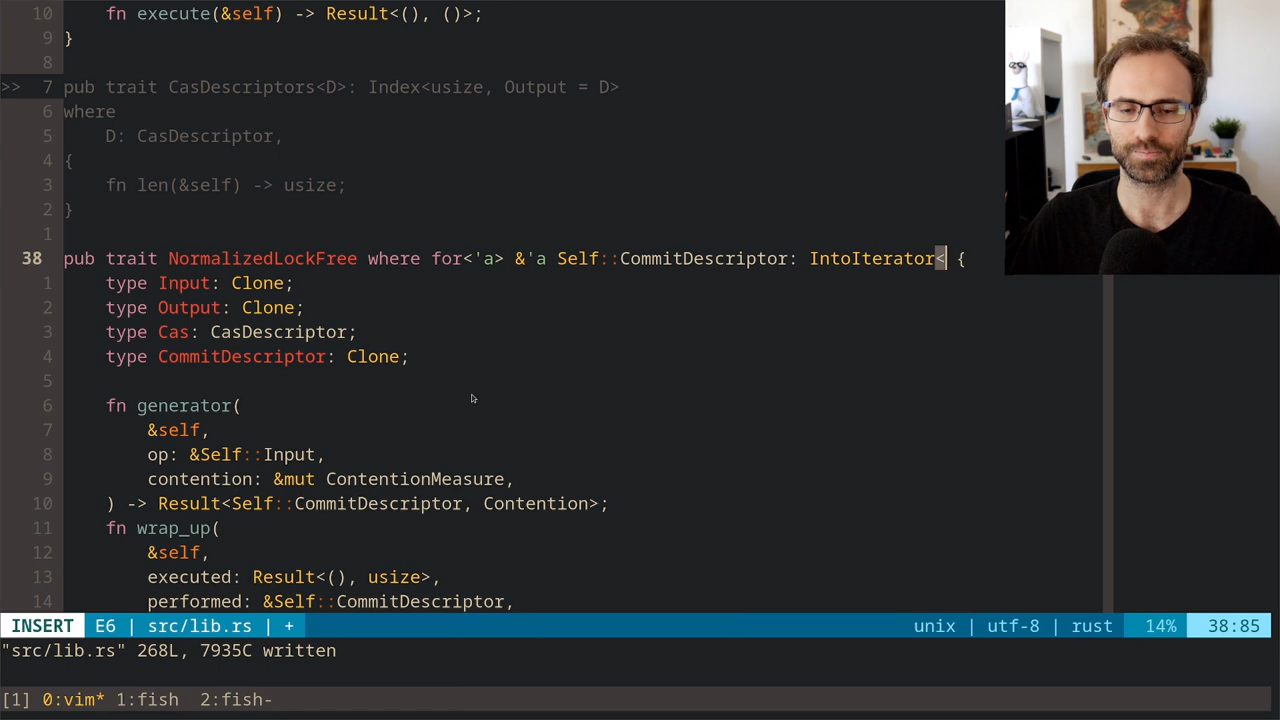 10     fn execute(&self) -> Result<(), ()>;
9 }
8
>> 7 pub trait CasDescriptors<D>: Index<usize, Output = D>
6 where
5     D: CasDescriptor,
4 {
3     fn len(&self) -> usize;
2 }
1
38 pub trait NormalizedLockFree where for<'a> &'a Self::CommitDescriptor: IntoIterator< {
1     type Input: Clone;
2     type Output: Clone;
3     type Cas: CasDescriptor;
4     type CommitDescriptor: Clone;
5
6     fn generator(
7         &self,
8         op: &Self::Input,
9         contention: &mut ContentionMeasure,
10     ) -> Result<Self::CommitDescriptor, Contention>;
11     fn wrap_up(
12         &self,
13         executed: Result<(), usize>,
14         performed: &Self::CommitDescriptor,
INSERT E6 | src/lib.rs | + unix | utf-8 | rust 14% 38:85
"src/lib.rs" 268L, 7935C written
[1] 0:vim* 1:fish 2:fish-